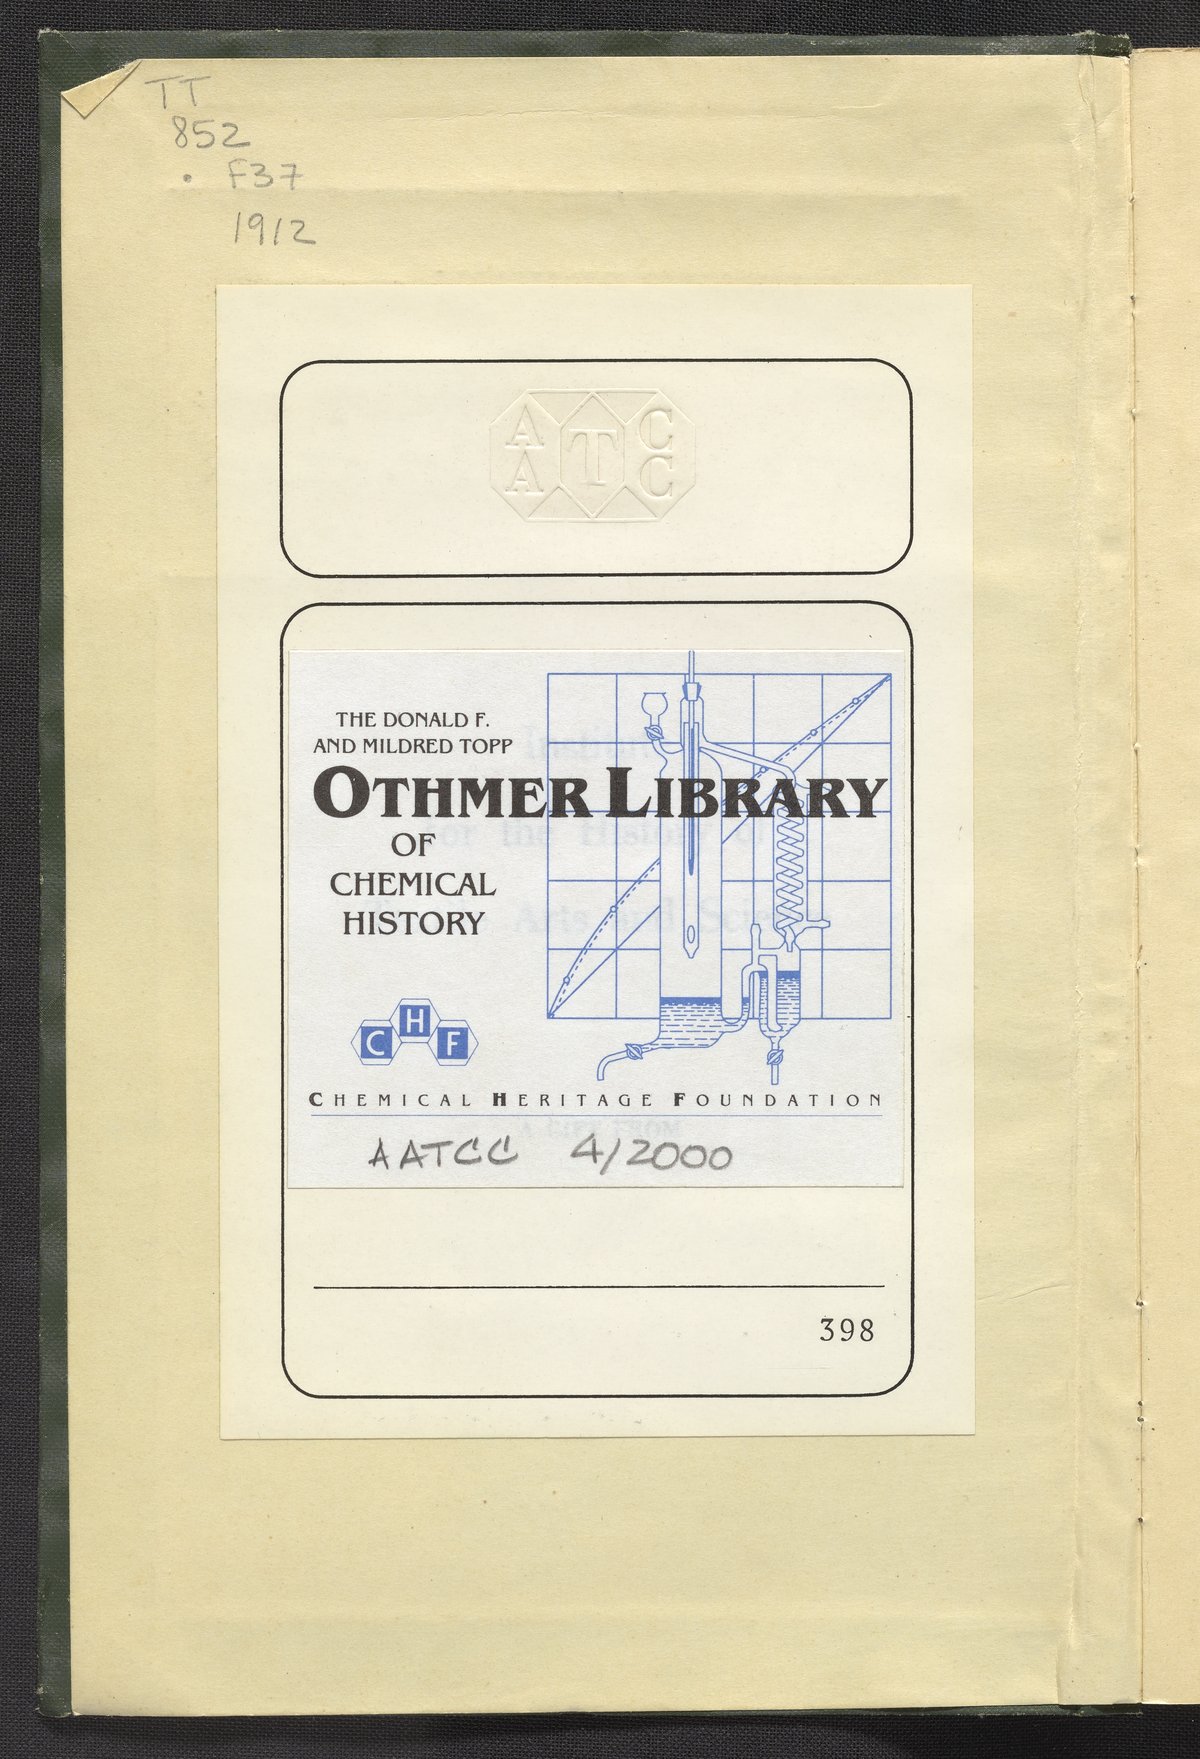 TT
852
. F37
1912
A T C
A C
THE DONALD F.
AND MILDRED TOPP
OTHMER LIBRARY
OF
CHEMICAL
HISTORY
C H F
CHEMICAL HERITAGE FOUNDATION
AATCC 4/2000
398